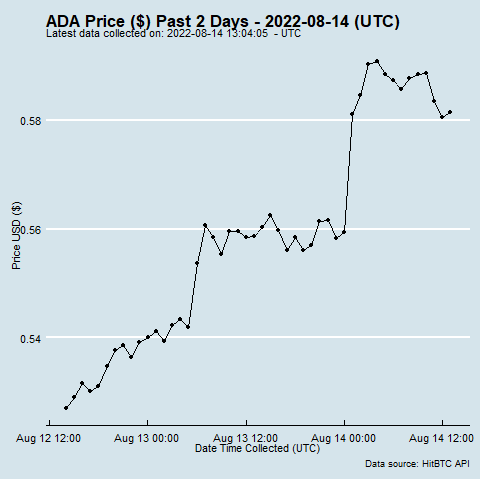 ADA Price ($) Past 2 Days - 2022-08-14 (UTC)
Latest data collected on: 2022-08-14 13:04:05  - UTC
0.58
0.56
0.54
Price USD ($)
Aug 12 12:00 Aug 13 00:00 Aug 13 12:00 Aug 14 00:00 Aug 14 12:00
Date Time Collected (UTC)
Data source: HitBTC API